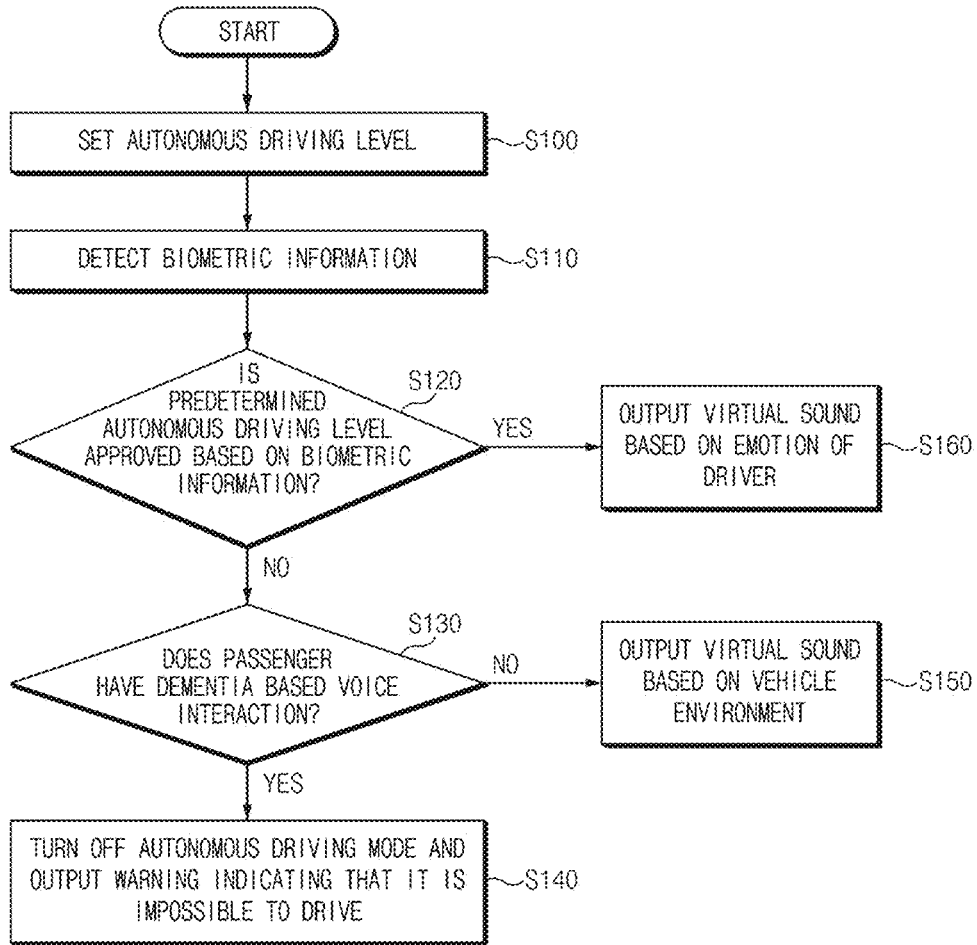 START
SET AUTONOMOUS DRIVING LEVEL
S100
DETECT BIOMETRIC INFORMATION
S110
IS
PREDETERMINED
AUTONOMOUS DRIVING LEVEL
APPROVED BASED ON BIOMETRIC
INFORMATION?
S120
YES
OUTPUT VIRTUAL SOUND
BASED ON EMOTION OF
DRIVER
S160
NO
DOES PASSENGER
HAVE DEMENTIA BASED VOICE
INTERACTION?
S130
NO
OUTPUT VIRTUAL SOUND
BASED ON VEHICLE
ENVIRONMENT
S150
YES
TURN OFF AUTONOMOUS DRIVING MODE AND
OUTPUT WARNING INDICATING THAT IT IS
IMPOSSIBLE TO DRIVE
S140